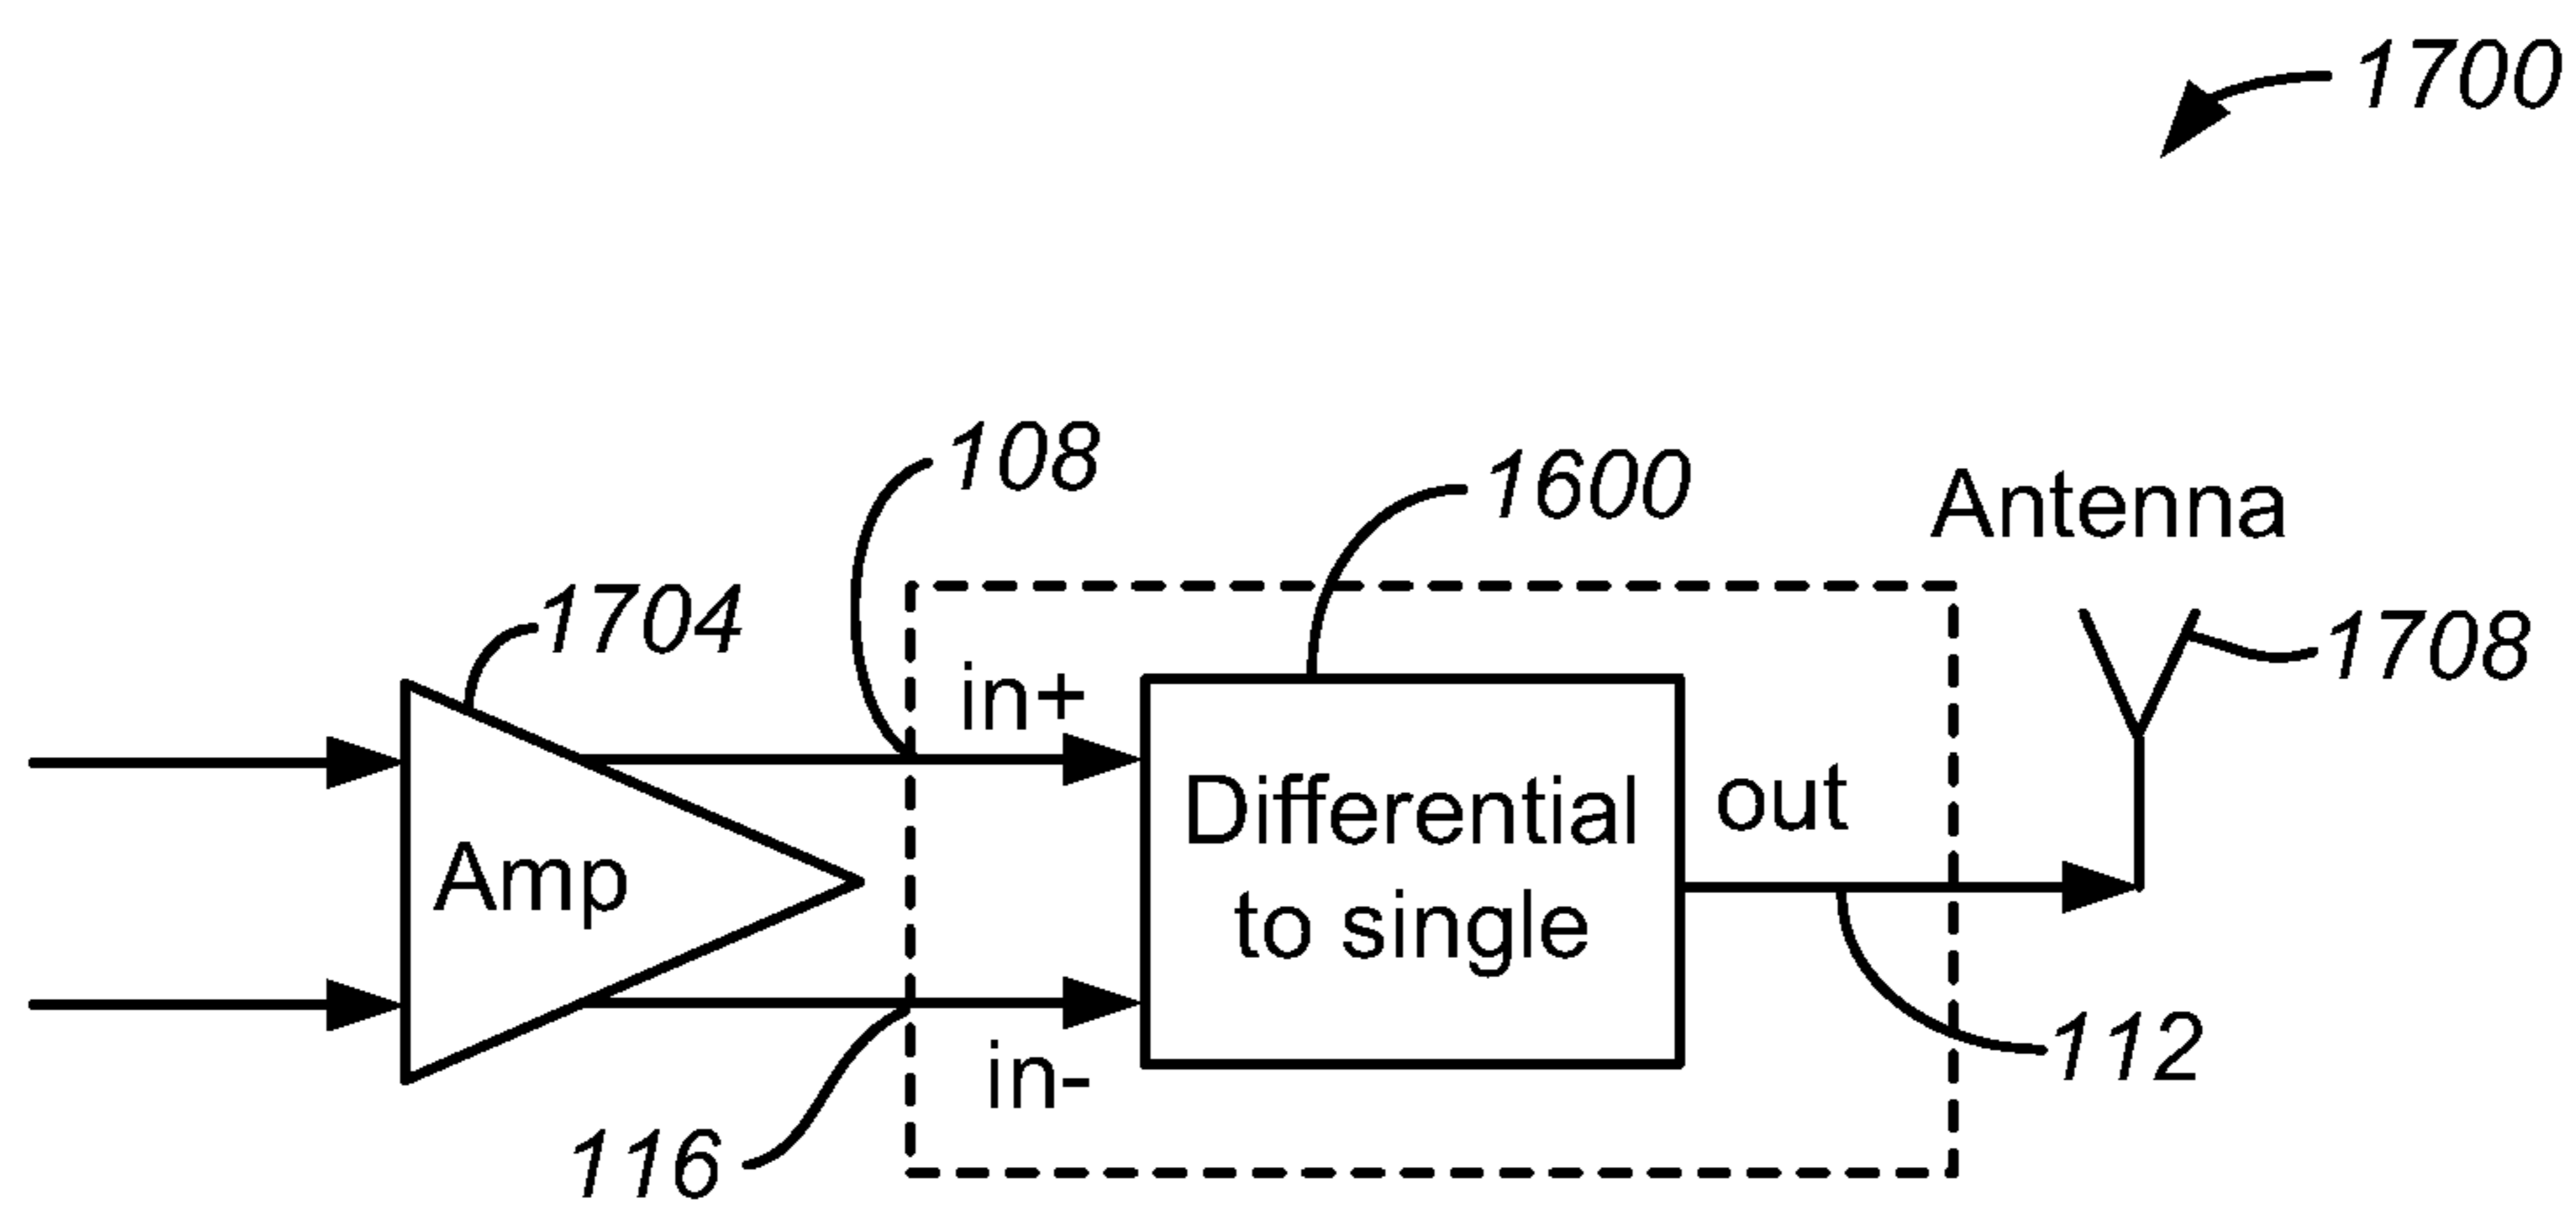 1700
108
1600
Antenna
1704
1708
in+
Differential
to single
out
Amp
in-
112
116